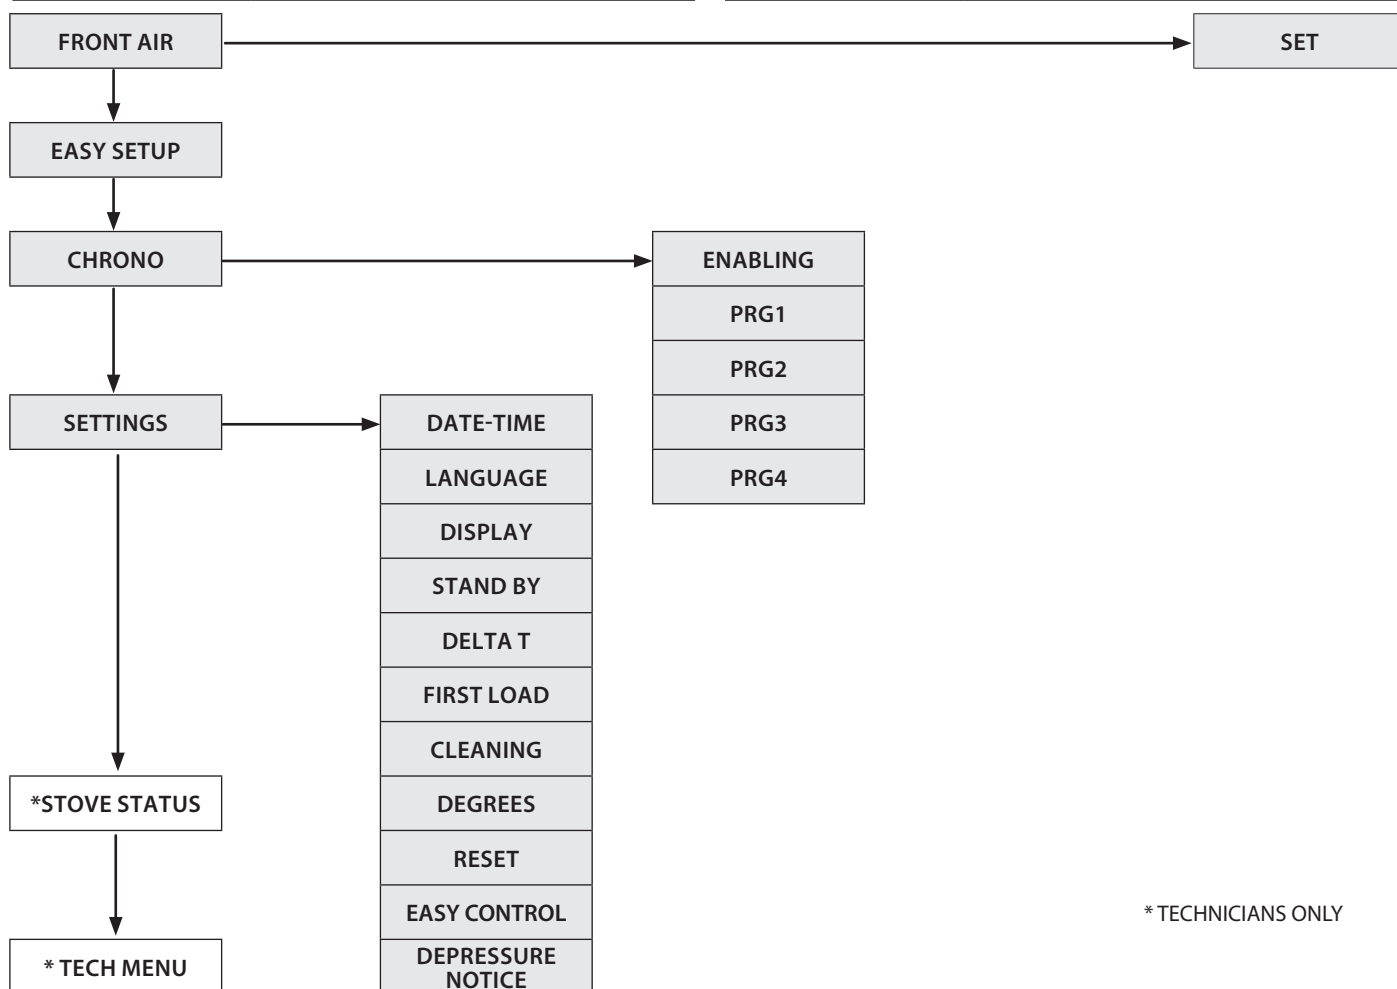 FRONT AIR
SET
EASY SETUP
CHRONO
ENABLING
PRG1
PRG2
PRG3
PRG4
SETTINGS
DATE-TIME
LANGUAGE
DISPLAY
STAND BY
DELTA T
FIRST LOAD
CLEANING
DEGREES
RESET
EASY CONTROL
DEPRESSURE
NOTICE
*STOVE STATUS
* TECH MENU
* TECHNICIANS ONLY